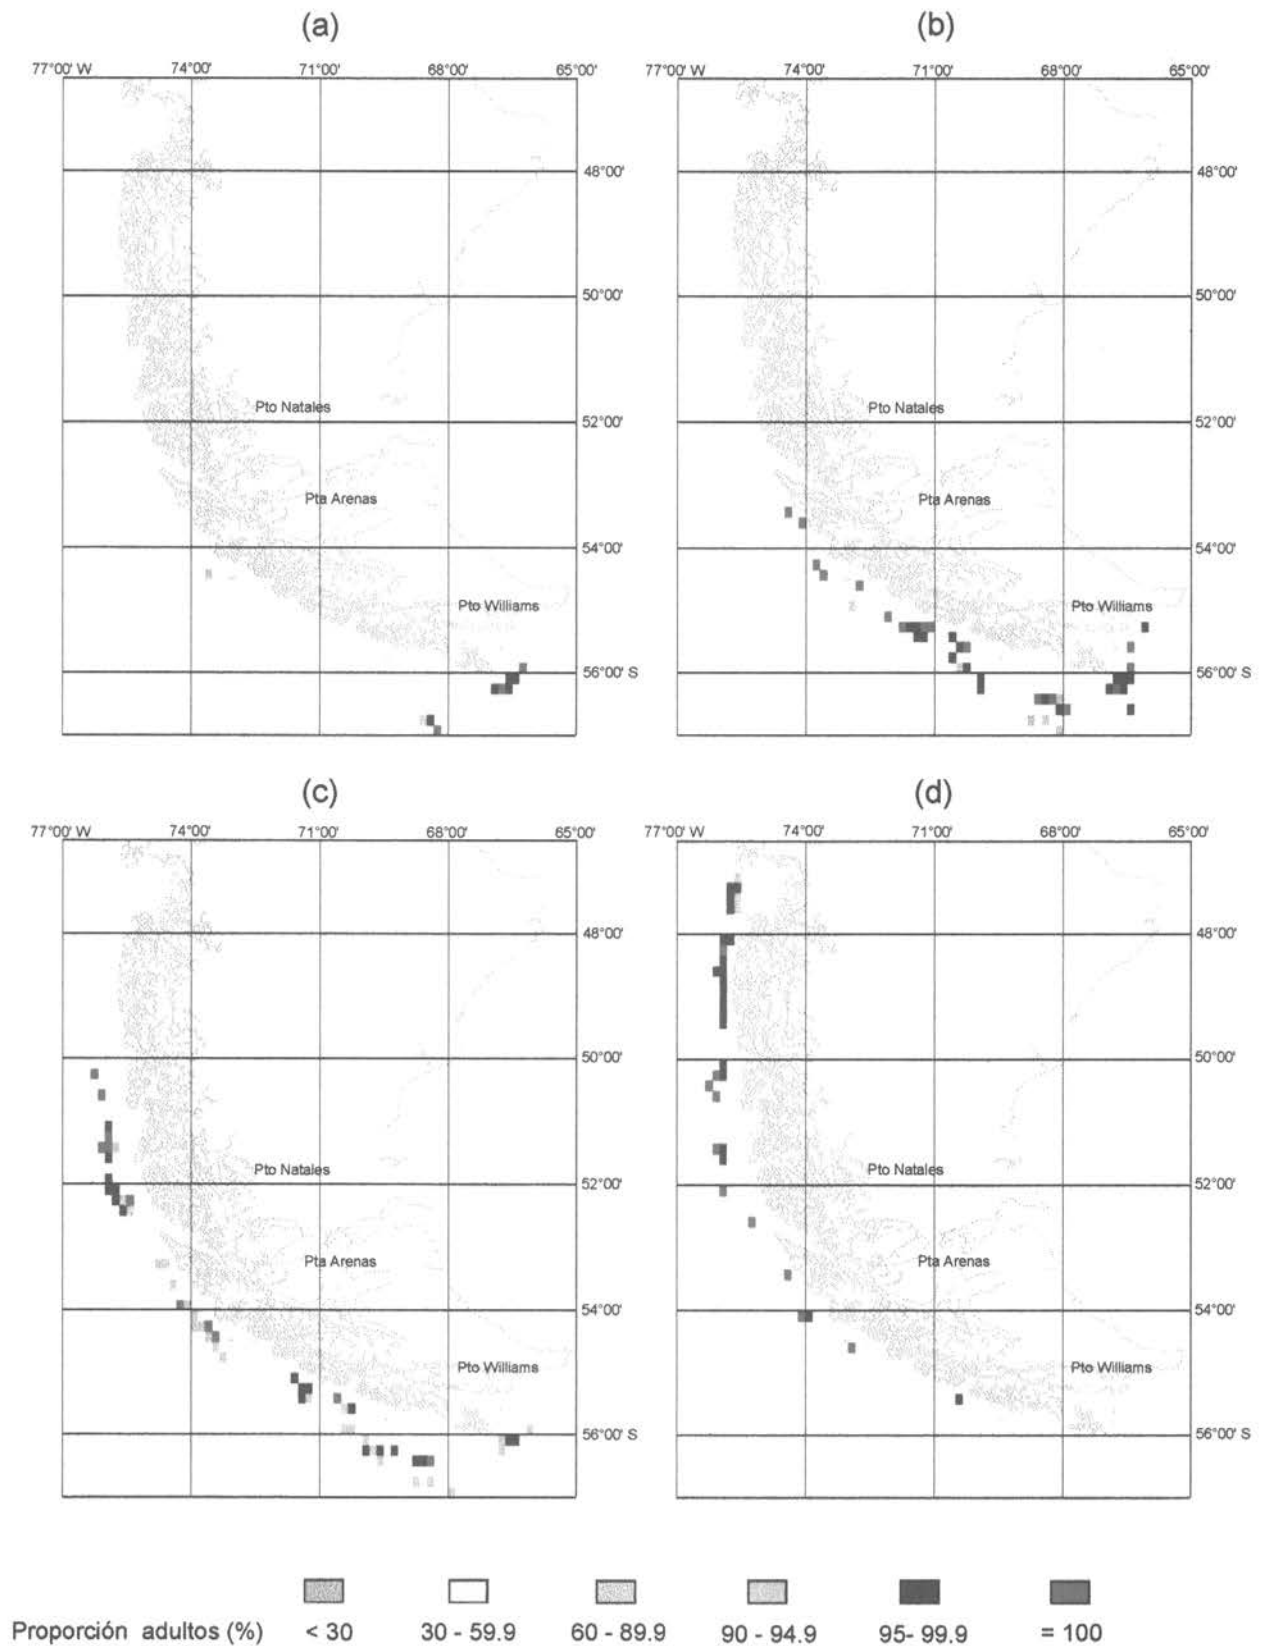 (a)
77°00' W 74°00' 71°00' 68°00' 65°00'
48°00'
50°00'
Pto Natales
52°00'
Pta Arenas
54°00'
Pto Williams
56°00' S
(b)
77°00' W 74°00' 71°00' 68°00' 65°00'
48°00'
50°00'
Pto Natales
52°00'
Pta Arenas
54°00'
Pto Williams
56°00' S
(c)
77°00' W 74°00' 71°00' 68°00' 65°00'
48°00'
50°00'
Pto Natales
52°00'
Pta Arenas
54°00'
Pto Williams
56°00' S
(d)
77°00' W 74°00' 71°00' 68°00' 65°00'
48°00'
50°00'
Pto Natales
52°00'
Pta Arenas
54°00'
Pto Williams
56°00' S
Proporción adultos (%) < 30 30 - 59.9 60 - 89.9 90 - 94.9 95- 99.9 = 100